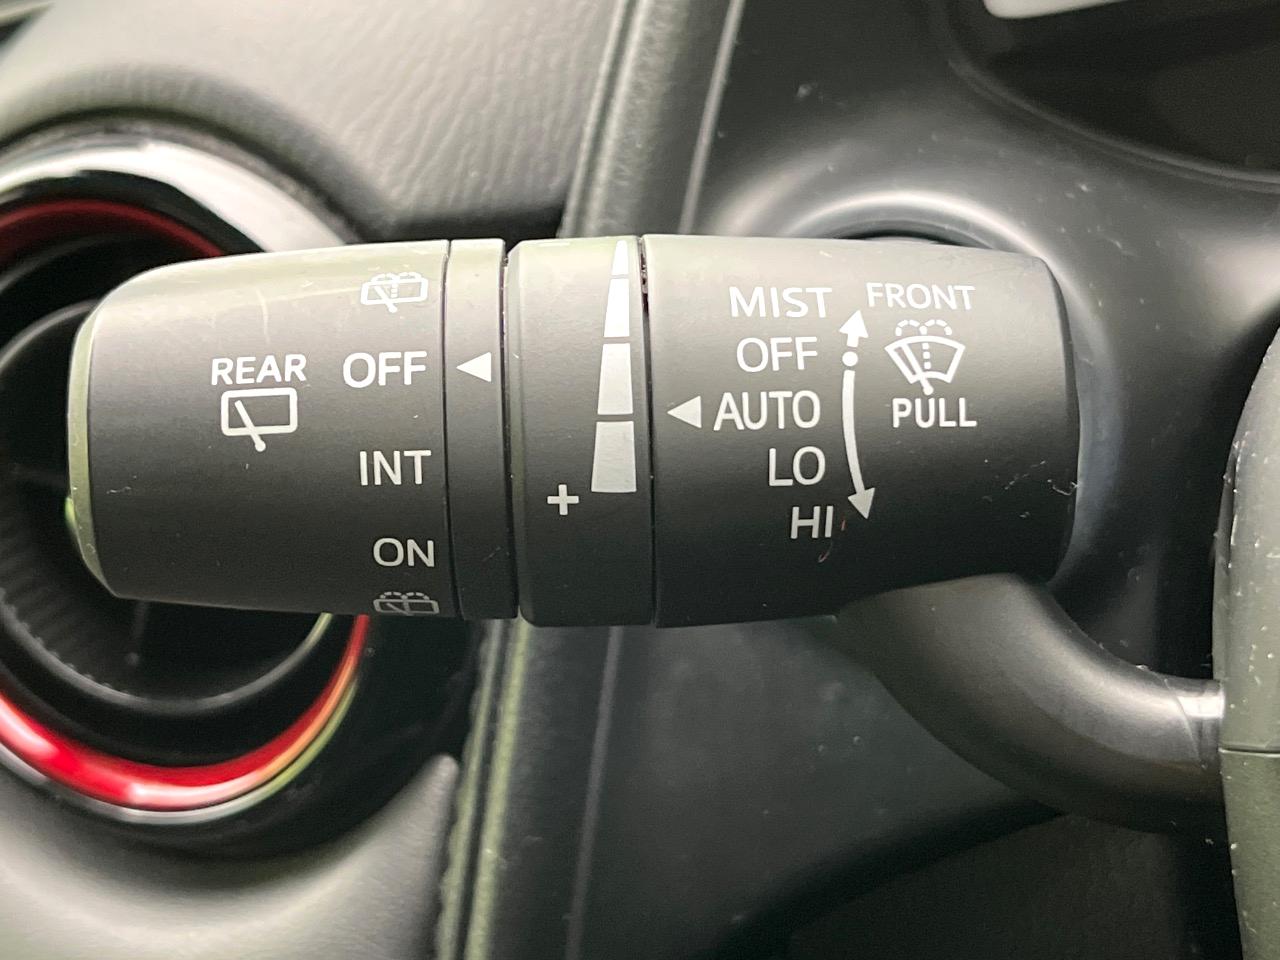 REAR
OFF
INT
ON
+
MIST
OFF
AUTO
LO
HI
FRONT
PULL